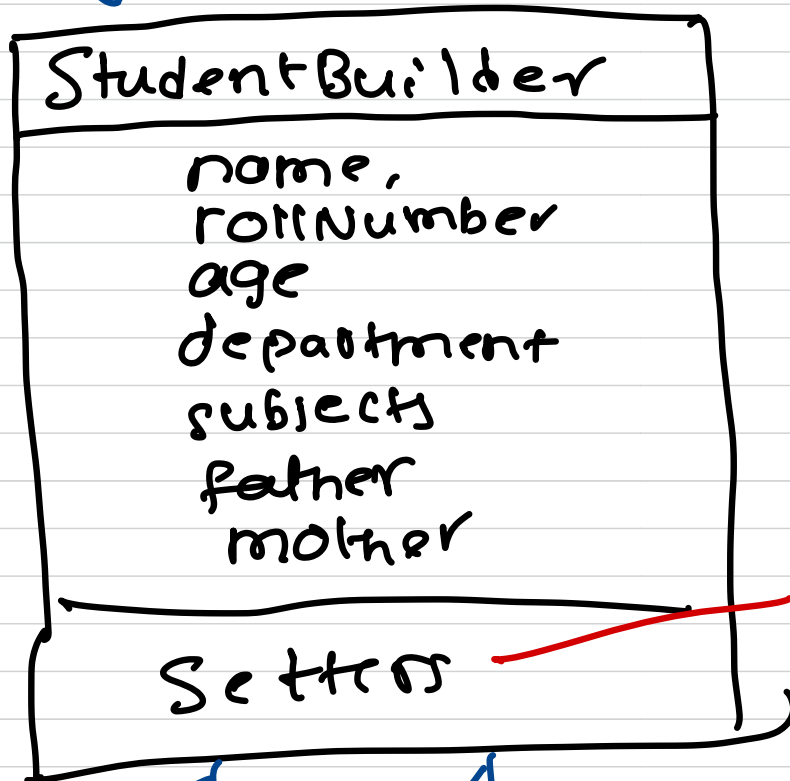 StudentBuilder
name,
rollNumber
age
department
subjects
father
mother
Setters